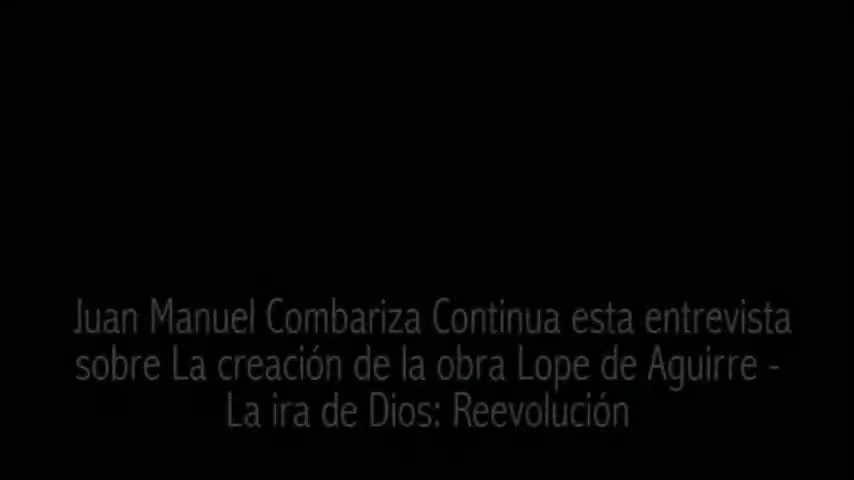 Juan Manuel Combariza Continua esta entrevista
sobre La creación de la obra Lope de Aguirre -
La ira de Dios: Reevolución